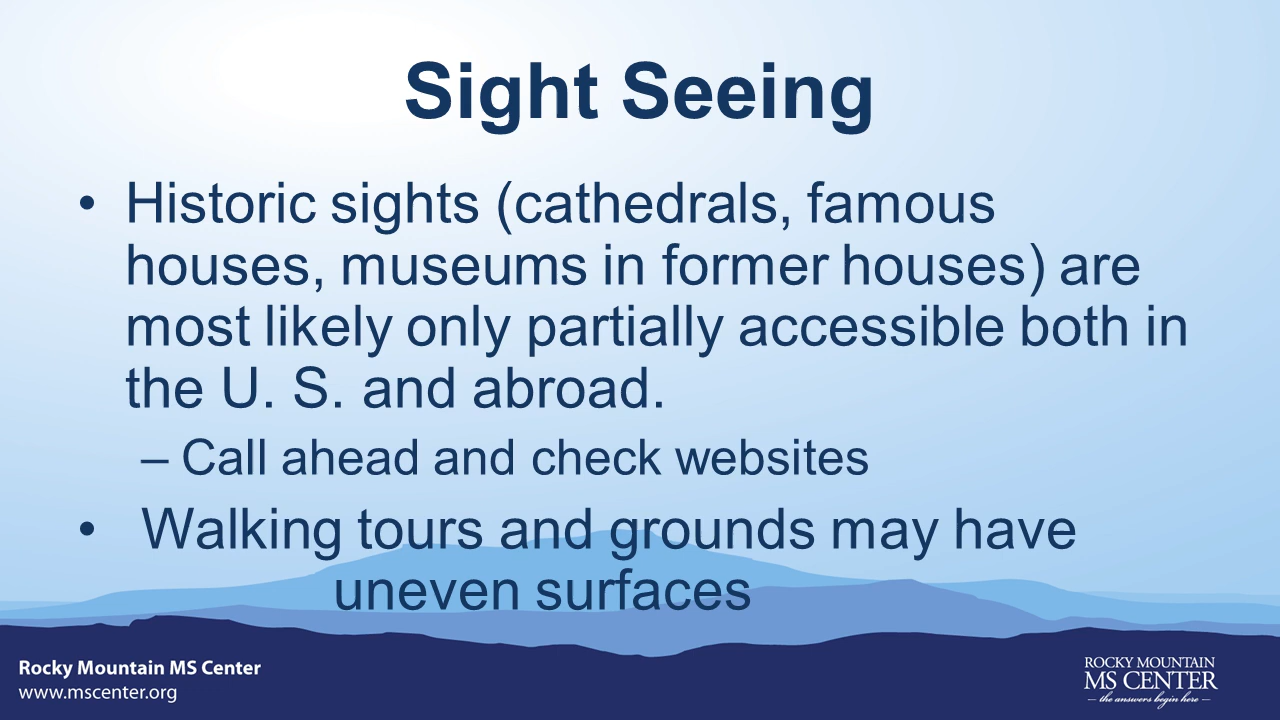 Sight Seeing
• Historic sights (cathedrals, famous
houses, museums in former houses) are
most likely only partially accessible both in
the U. S. and abroad.
– Call ahead and check websites
• Walking tours and grounds may have
uneven surfaces
Rocky Mountain MS Center
www.mscenter.org
ROCKY MOUNTAIN
MS CENTER
— the answers begin here —